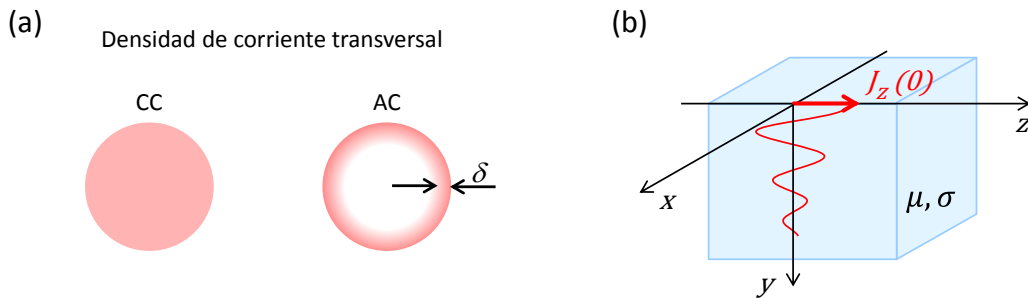 (a)
Densidad de corriente transversal
CC
AC
δ
(b)
J_z (0)
z
x
μ, σ
y